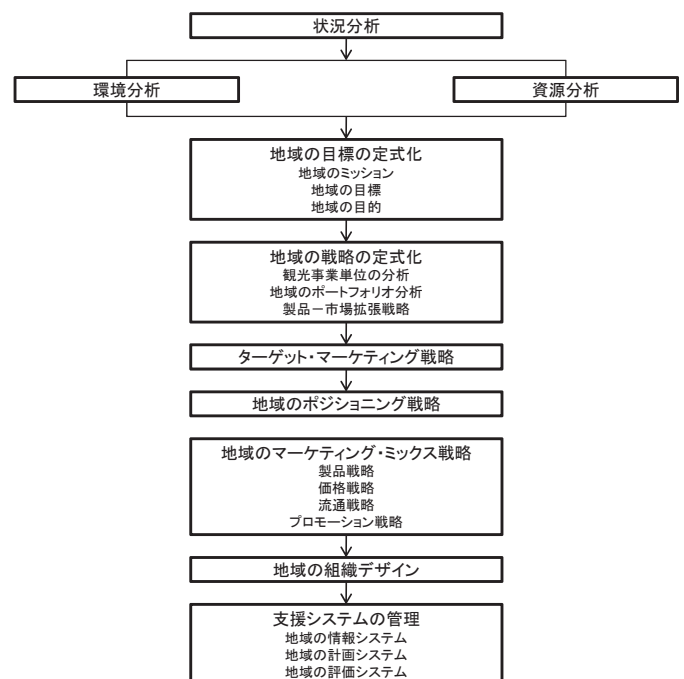 状況分析
環境分析
資源分析
地域の目標の定式化
地域のミッション
地域の目標
地域の目的
地域の戦略の定式化
観光事業単位の分析
地域のポートフォリオ分析
製品－市場拡張戦略
ターゲット・マーケティング戦略
地域のポジショニング戦略
地域のマーケティング・ミックス戦略
製品戦略
価格戦略
流通戦略
プロモーション戦略
地域の組織デザイン
支援システムの管理
地域の情報システム
地域の計画システム
地域の評価システム